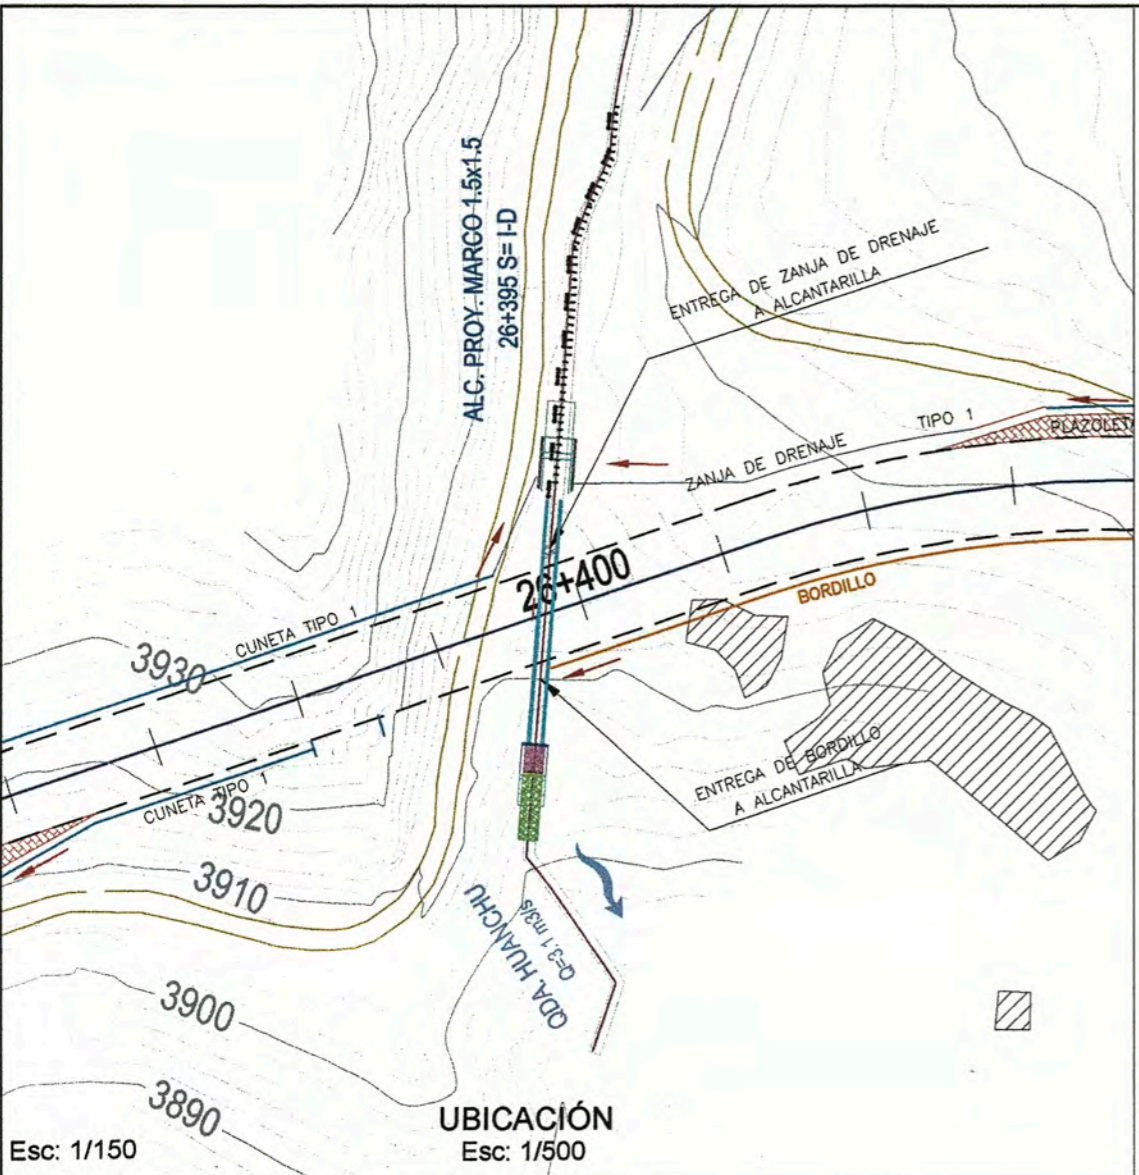 ALC. PROY. MARCO 1.5x1.5
26+395 S= I-D
ENTREGA DE ZANJA DE DRENAJE
A ALCANTARILLA
TIPO 1
PLAZOLETA
ZANJA DE DRENAJE
26+400
BORDILLO
CUNETA TIPO 1
3930
ENTREGA DE BORDILLO
A ALCANTARILLA
CUNETA TIPO 1
3920
3910
QDA. HUANCHU
Q=3.1 m3/s
3900
3890
UBICACIÓN
Esc: 1/500
Esc: 1/150